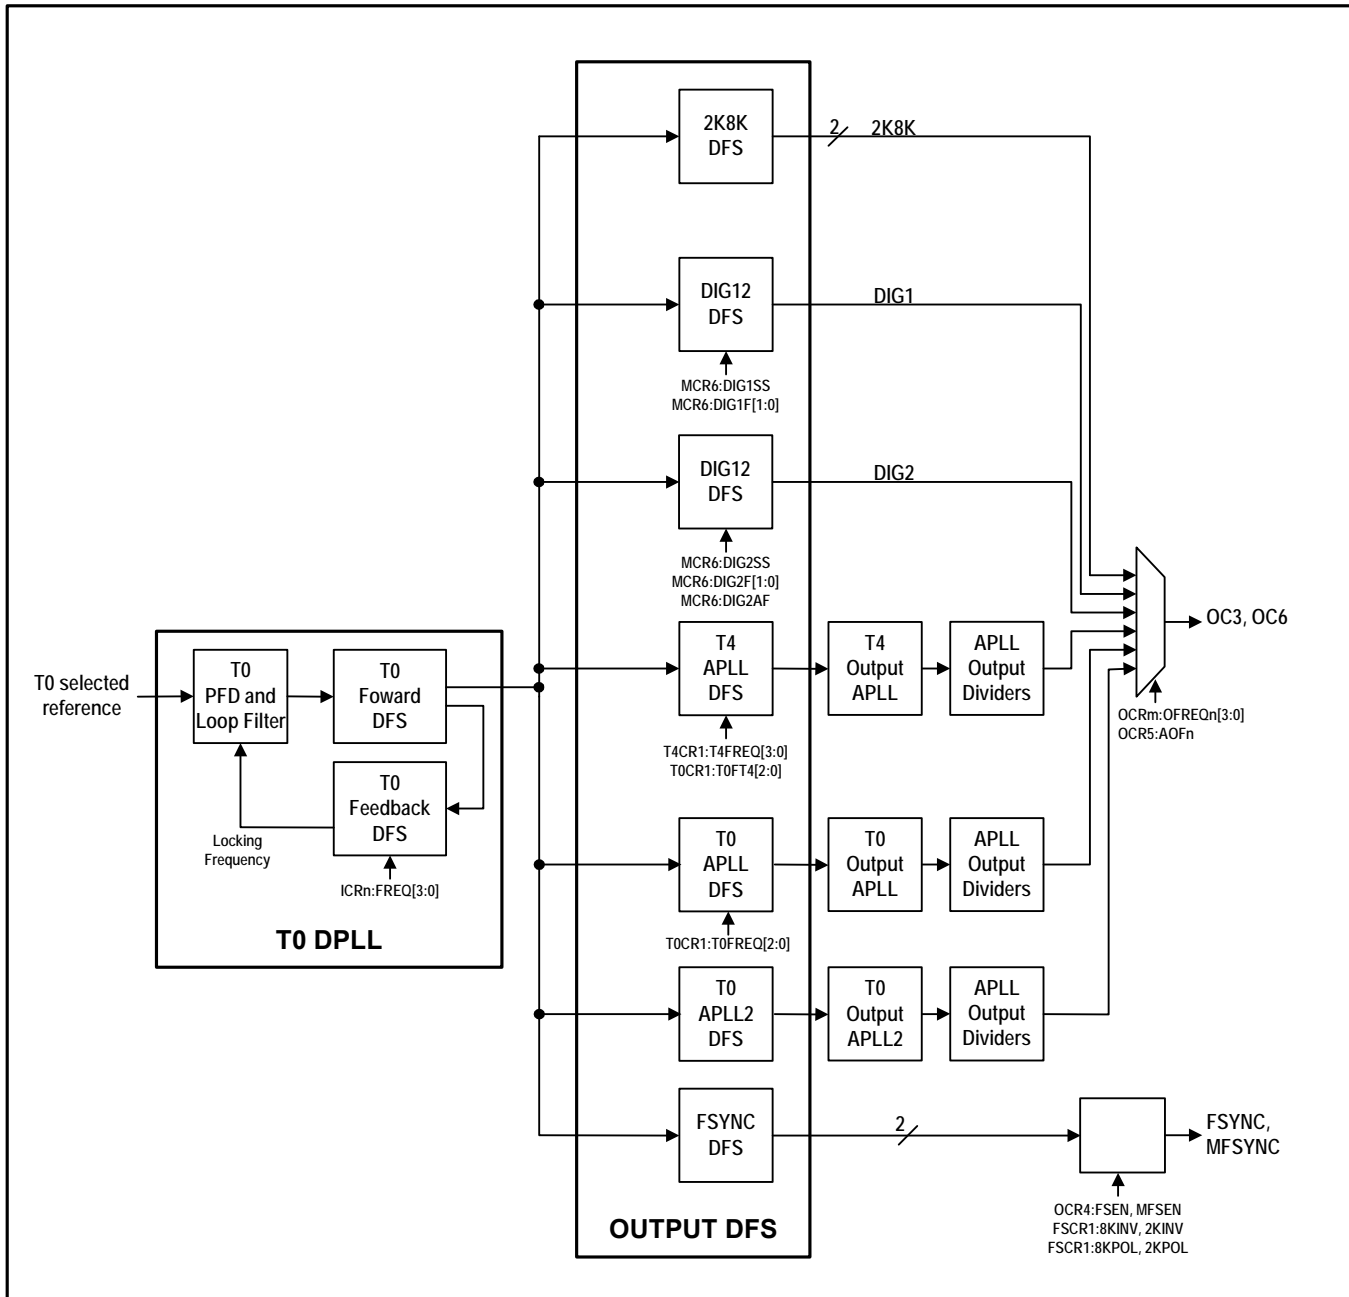 2K8K
DFS
2
2K8K
DIG12
DFS
DIG1
MCR6:DIG1SS
MCR6:DIG1F[1:0]
DIG12
DFS
DIG2
MCR6:DIG2SS
MCR6:DIG2F[1:0]
MCR6:DIG2AF
T4
APLL
DFS
T4
Output
APLL
APLL
Output
Dividers
OC3, OC6
OCRm:OFREQn[3:0]
OCR5:AOFn
T4CR1:T4FREQ[3:0]
T0CR1:T0FT4[2:0]
T0 selected
reference
T0
PFD and
Loop Filter
T0
Foward
DFS
T0
Feedback
DFS
Locking
Frequency
ICRn:FREQ[3:0]
T0 DPLL
T0
APLL
DFS
T0
Output
APLL
APLL
Output
Dividers
T0CR1:T0FREQ[2:0]
T0
APLL2
DFS
T0
Output
APLL2
APLL
Output
Dividers
FSYNC
DFS
2
FSYNC,
MFSYNC
OCR4:FSEN, MFSEN
FSCR1:8KINV, 2KINV
FSCR1:8KPOL, 2KPOL
OUTPUT DFS